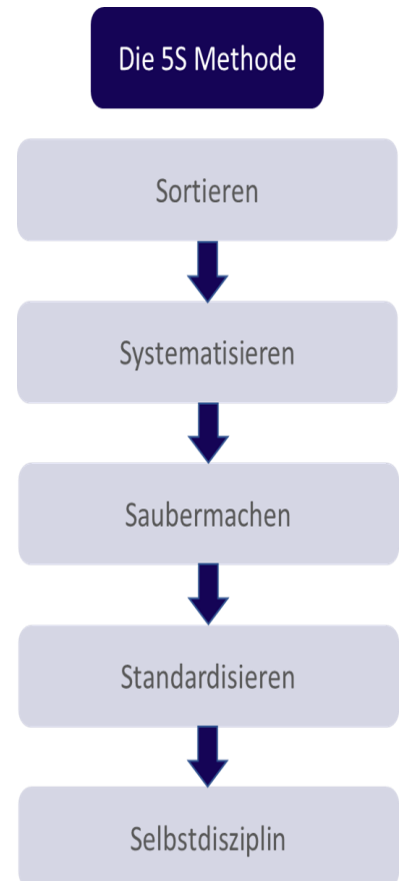 Die 5S Methode
Sortieren
Systematisieren
Saubermachen
Standardisieren
Selbstdisziplin